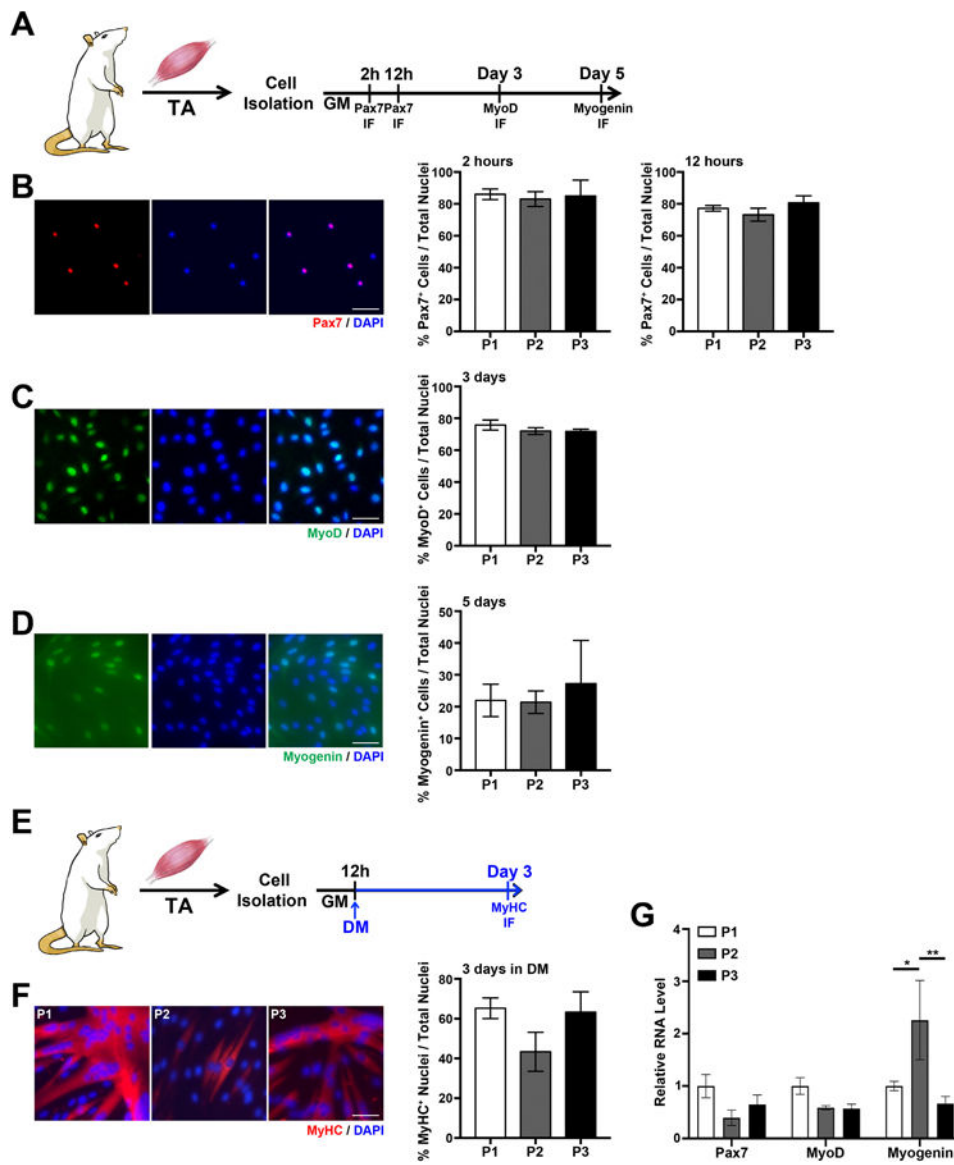 A
TA
Cell
Isolation
GM
2h 12h Day 3 Day 5
Pax7 Pax7 MyoD Myogenin
IF IF IF IF
B
Pax7 / DAPI
2 hours
% Pax7⁺ Cells / Total Nuclei
100
80
60
40
20
0
P1 P2 P3
12 hours
% Pax7⁺ Cells / Total Nuclei
100
80
60
40
20
0
P1 P2 P3
C
MyoD / DAPI
3 days
% MyoD⁺ Cells / Total Nuclei
100
80
60
40
20
0
P1 P2 P3
D
Myogenin / DAPI
5 days
% Myogenin⁺ Cells / Total Nuclei
50
40
30
20
10
0
P1 P2 P3
E
TA
Cell
Isolation
12h Day 3
GM
DM
MyHC
IF
F
P1 P2 P3
MyHC / DAPI
3 days in DM
% MyHC⁺ Nuclei / Total Nuclei
100
80
60
40
20
0
P1 P2 P3
G
P1
P2
P3
* **
Relative RNA Level
4
3
2
1
0
Pax7 MyoD Myogenin